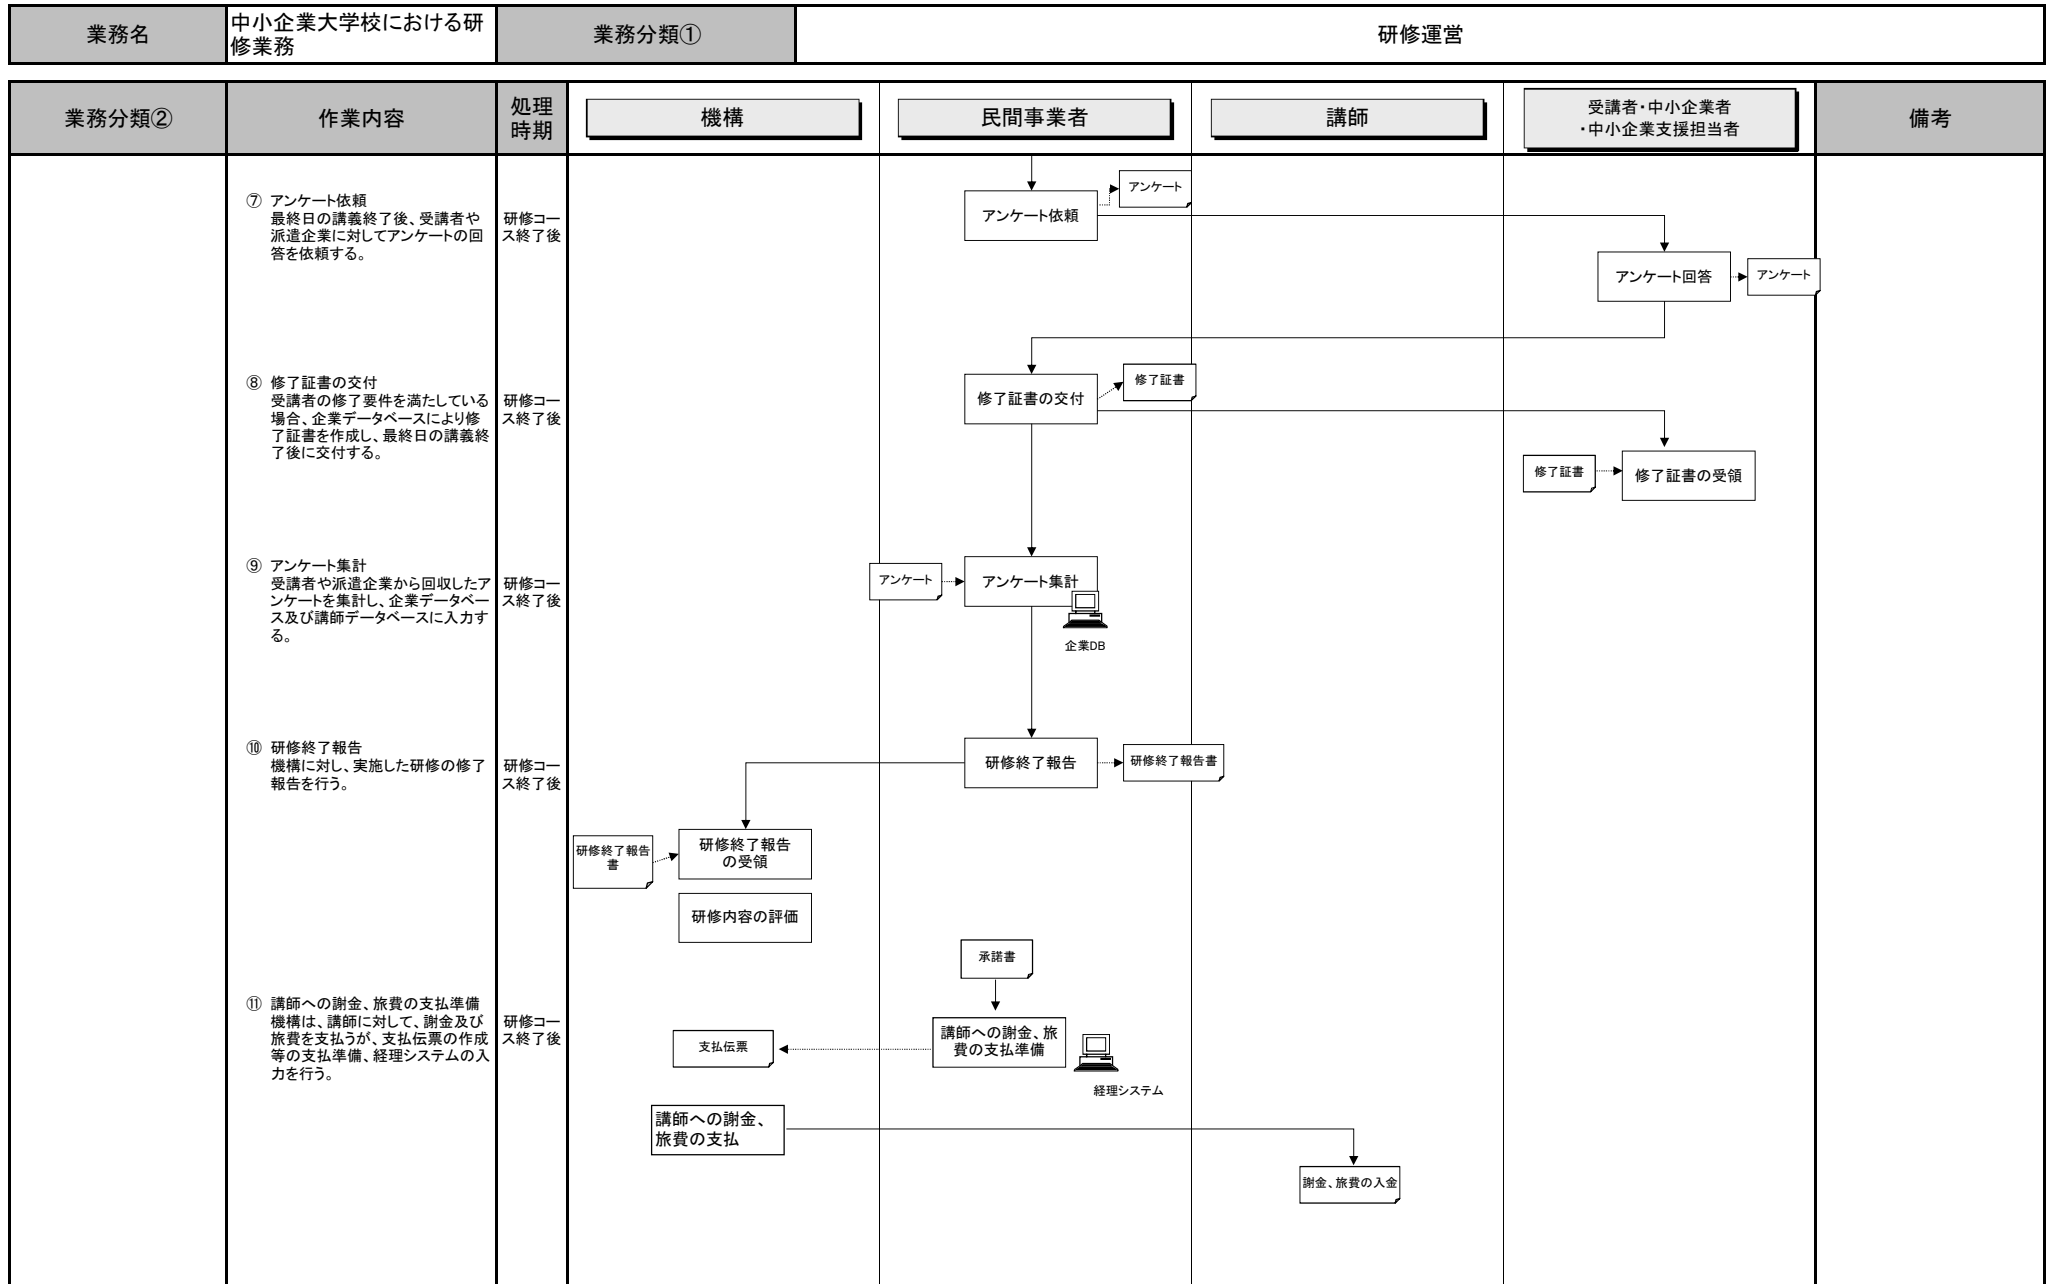 業務名
中小企業大学校における研
修業務
業務分類①
研修運営
業務分類②
作業内容
処理
時期
機構
民間事業者
講師
受講者・中小企業者
・中小企業支援担当者
備考
⑦ アンケート依頼
最終日の講義終了後、受講者や
派遣企業に対してアンケートの回
答を依頼する。
研修コー
ス終了後
アンケート依頼
アンケート
アンケート回答
アンケート
⑧ 修了証書の交付
受講者の修了要件を満たしている
場合、企業データベースにより修
了証書を作成し、最終日の講義終
了後に交付する。
研修コー
ス終了後
修了証書の交付
修了証書
修了証書
修了証書の受領
⑨ アンケート集計
受講者や派遣企業から回収したア
ンケートを集計し、企業データベー
ス及び講師データベースに入力す
る。
研修コー
ス終了後
アンケート
アンケート集計
企業DB
⑩ 研修終了報告
機構に対し、実施した研修の修了
報告を行う。
研修コー
ス終了後
研修終了報告
研修終了報告書
研修終了報告
書
研修終了報告
の受領
研修内容の評価
承諾書
⑪ 講師への謝金、旅費の支払準備
機構は、講師に対して、謝金及び
旅費を支払うが、支払伝票の作成
等の支払準備、経理システムの入
力を行う。
研修コー
ス終了後
支払伝票
講師への謝金、旅
費の支払準備
経理システム
講師への謝金、
旅費の支払
謝金、旅費の入金